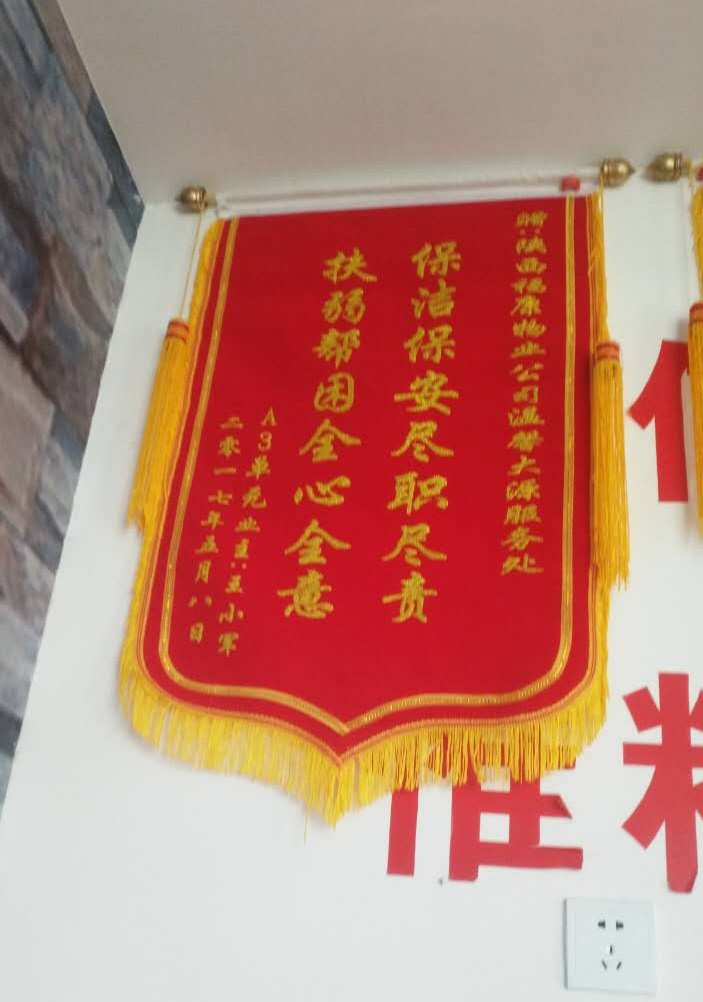 赠：陕西福康物业公司温馨大源服务处
保洁保安尽职尽责
扶弱帮困全心全意
A3单元业主：王小军
二零一七年五月八日
准
精